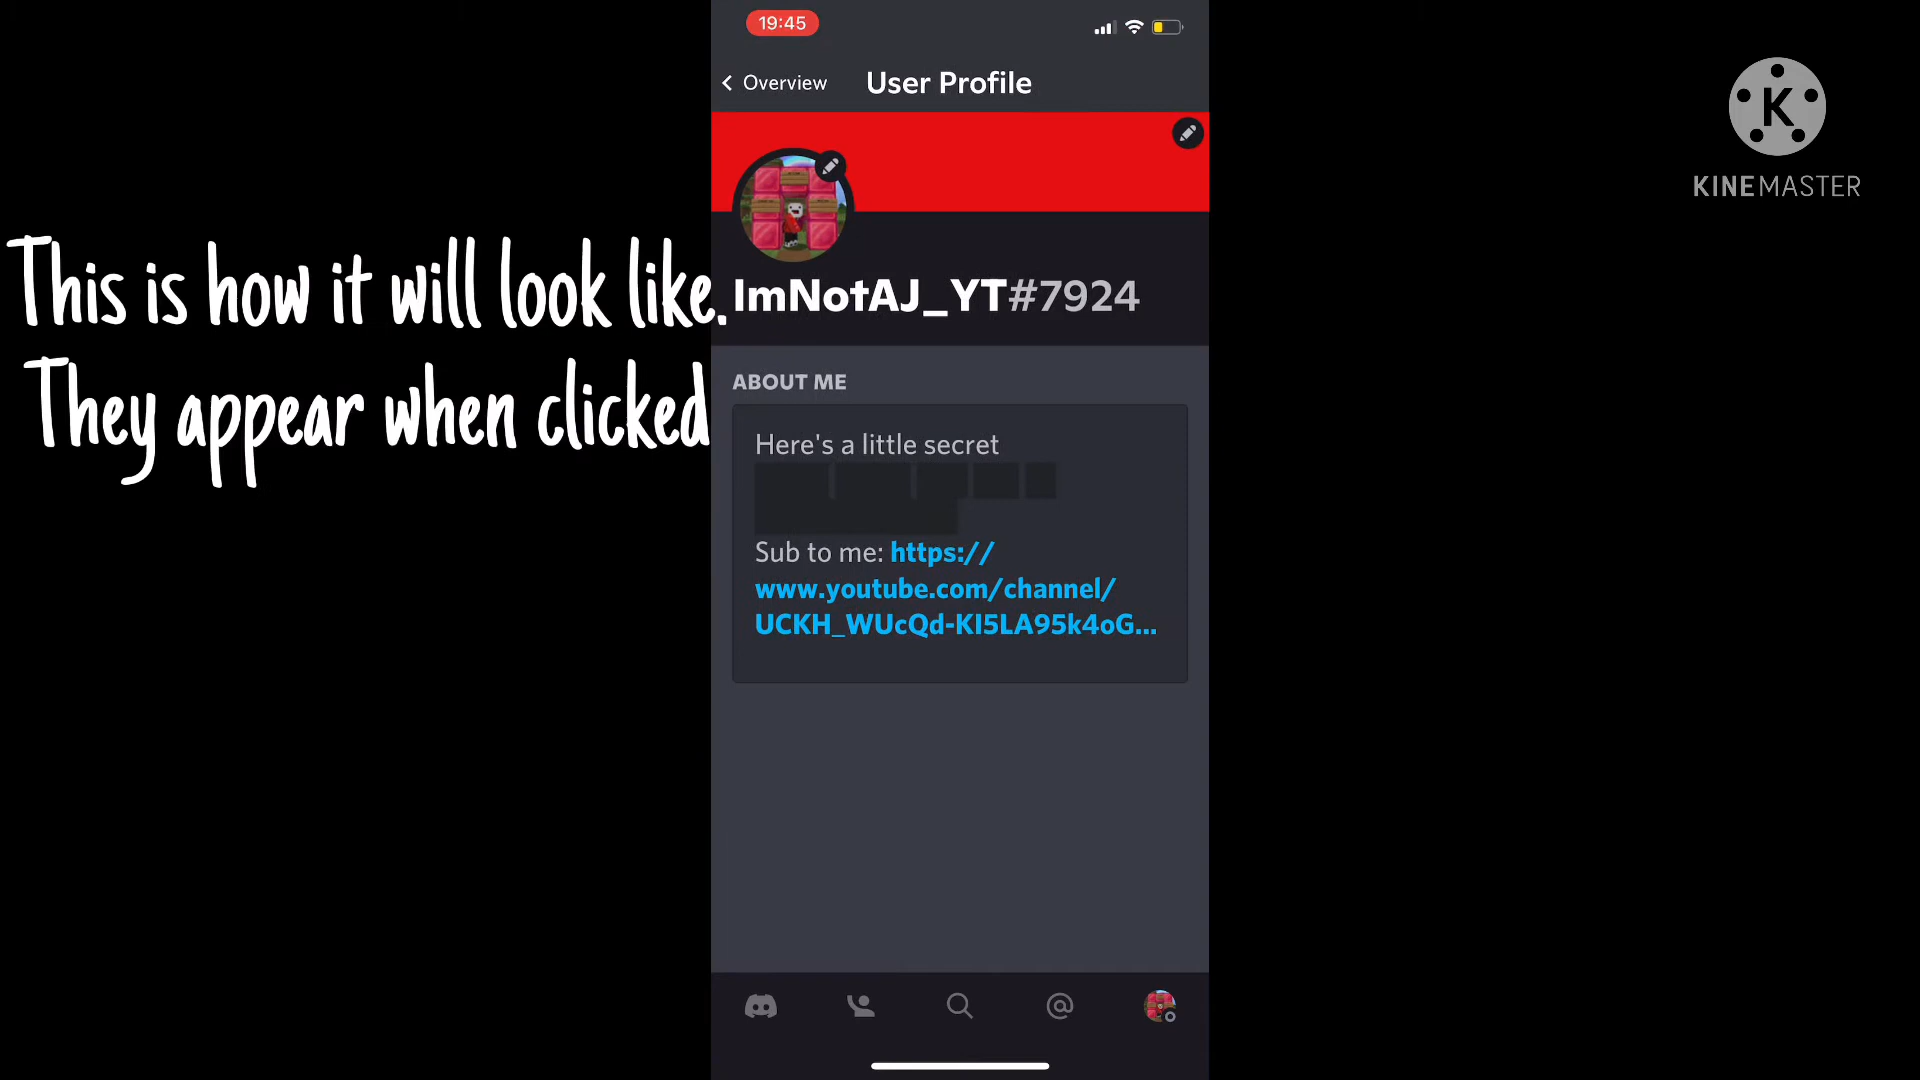 19:45
Overview
User Profile
K
KINEMASTER
This is how it will look like.
They appear when clicked
ImNotAJ_YT#7924
ABOUT ME
Here's a little secret
Sub to me: https://
www.youtube.com/channel/
UCKH_WUcQd-KI5LA95k4oG...